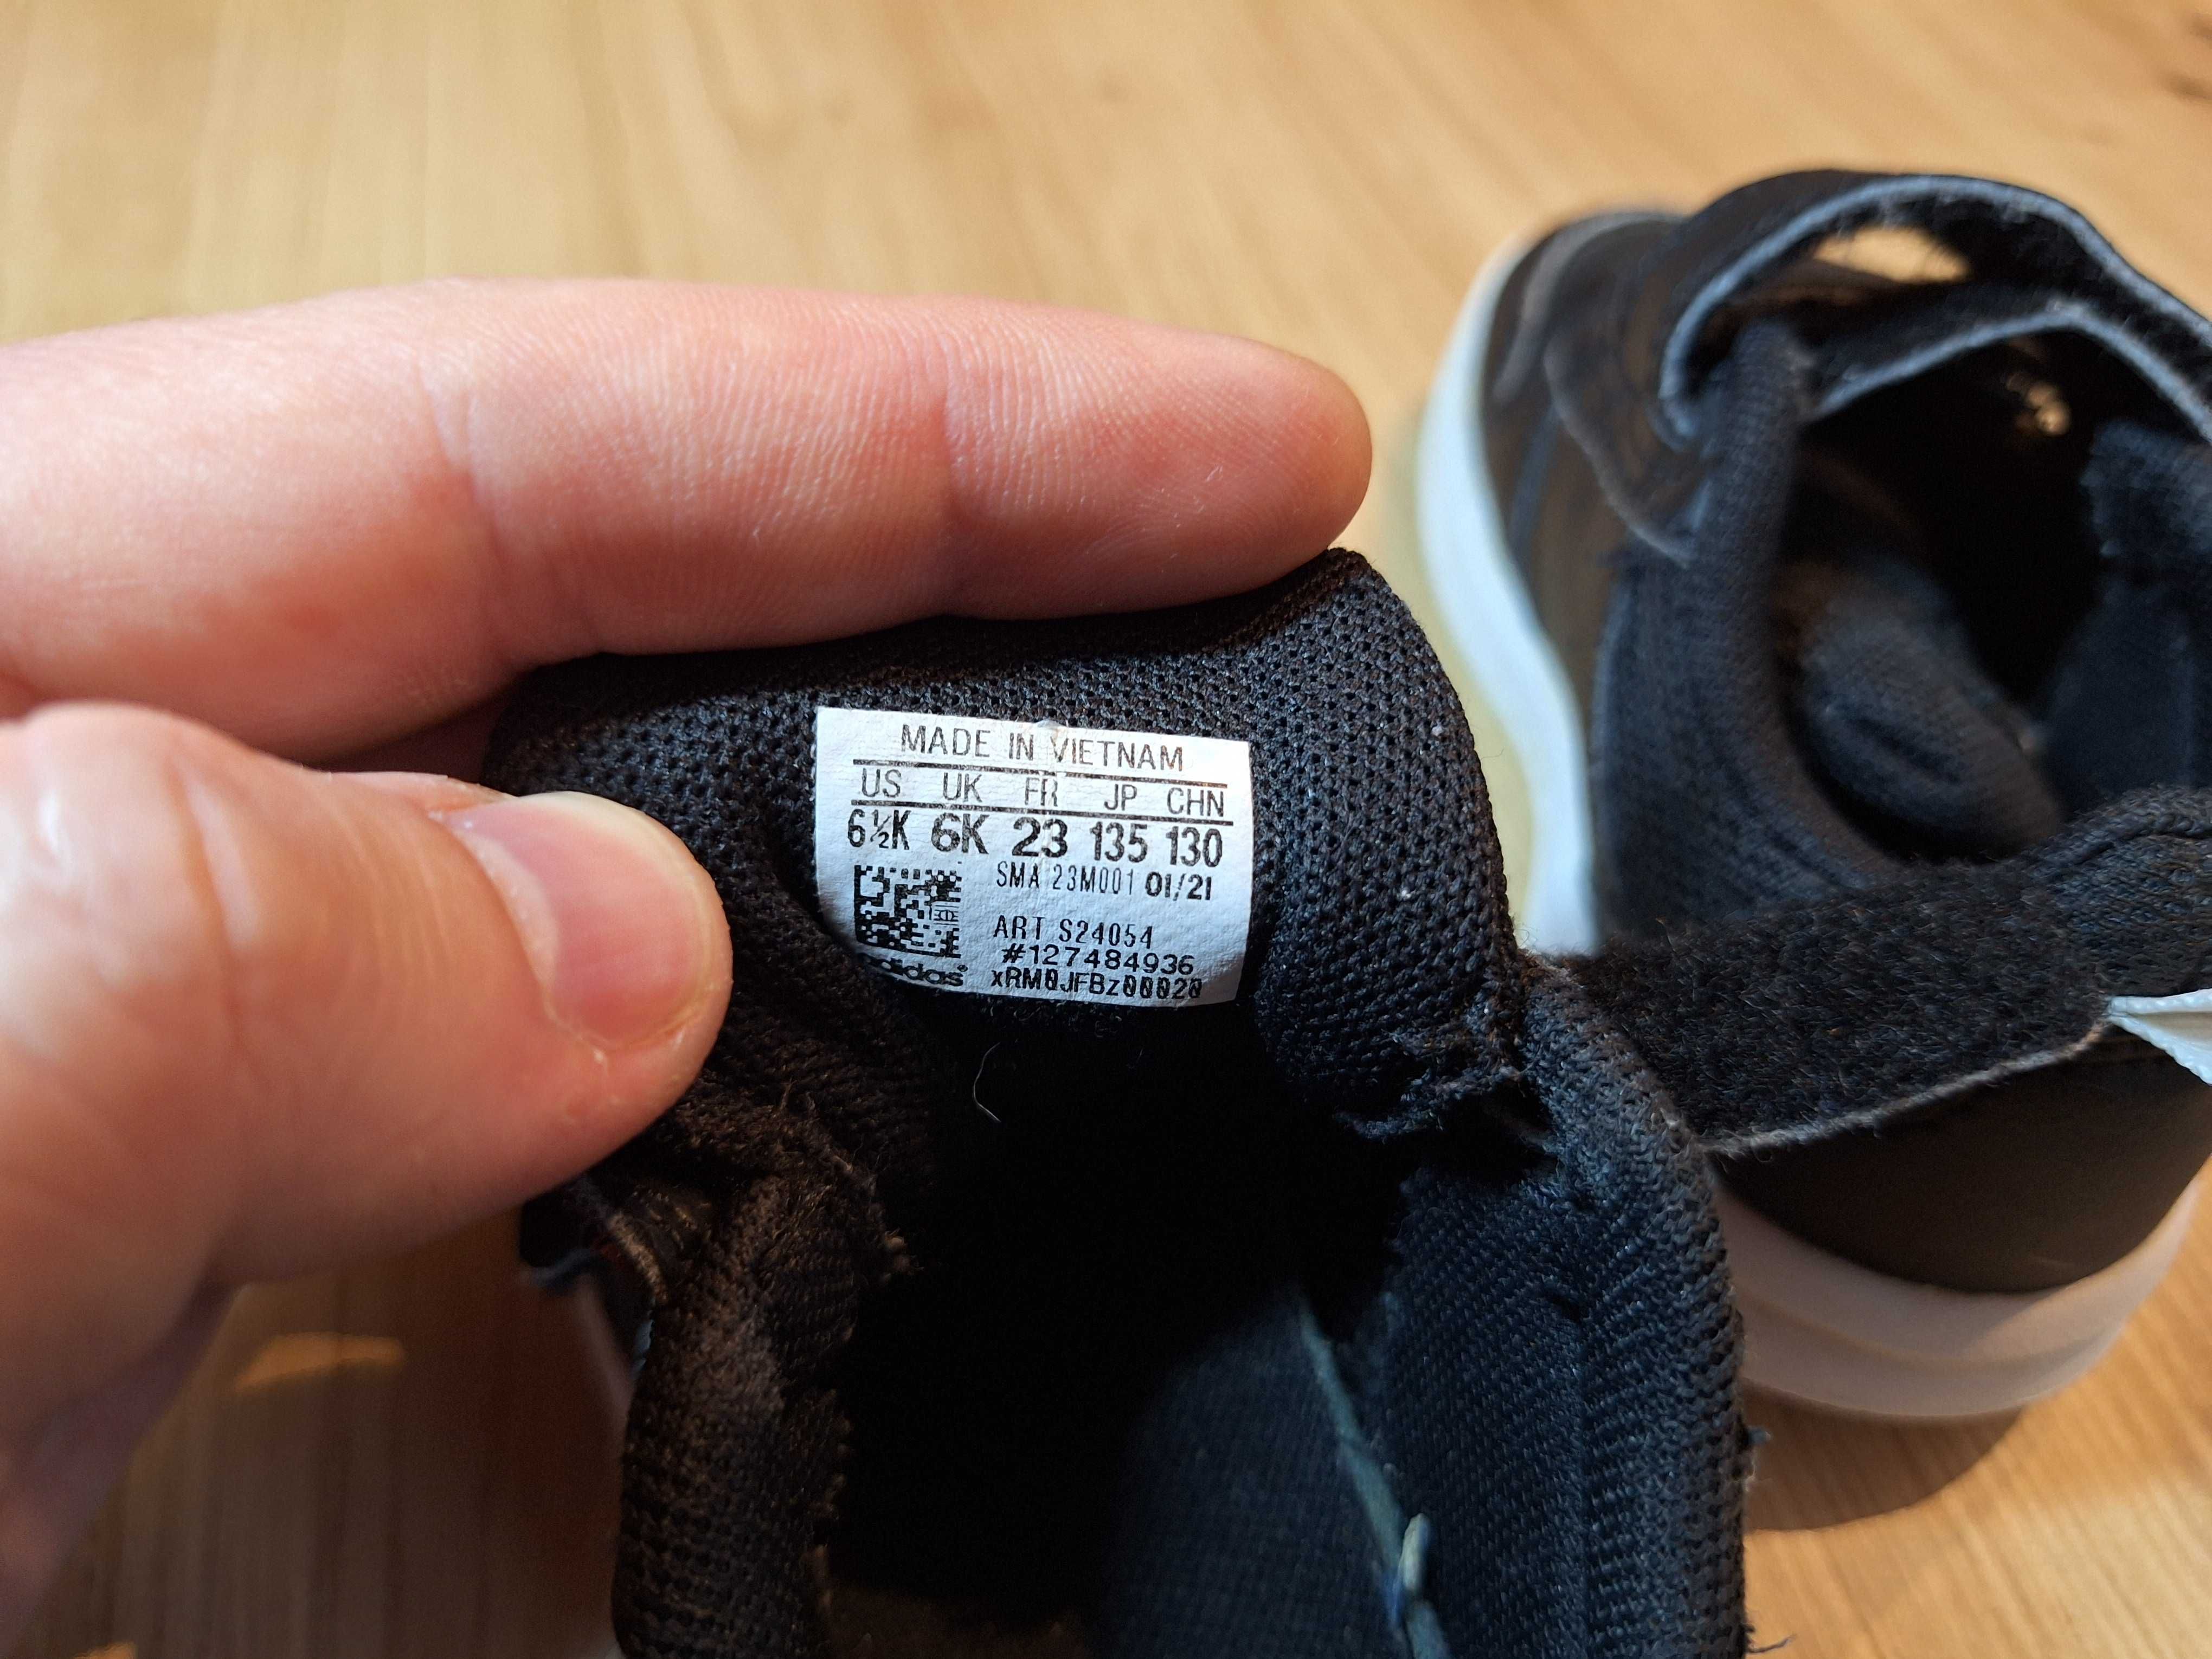 MADE IN VIETNAM
US UK FR JP CHN
6½K 6K 23 135 130
SMA 23M001 01/21
ART S24054
#127484936
adidas® xRM0JFBz00020